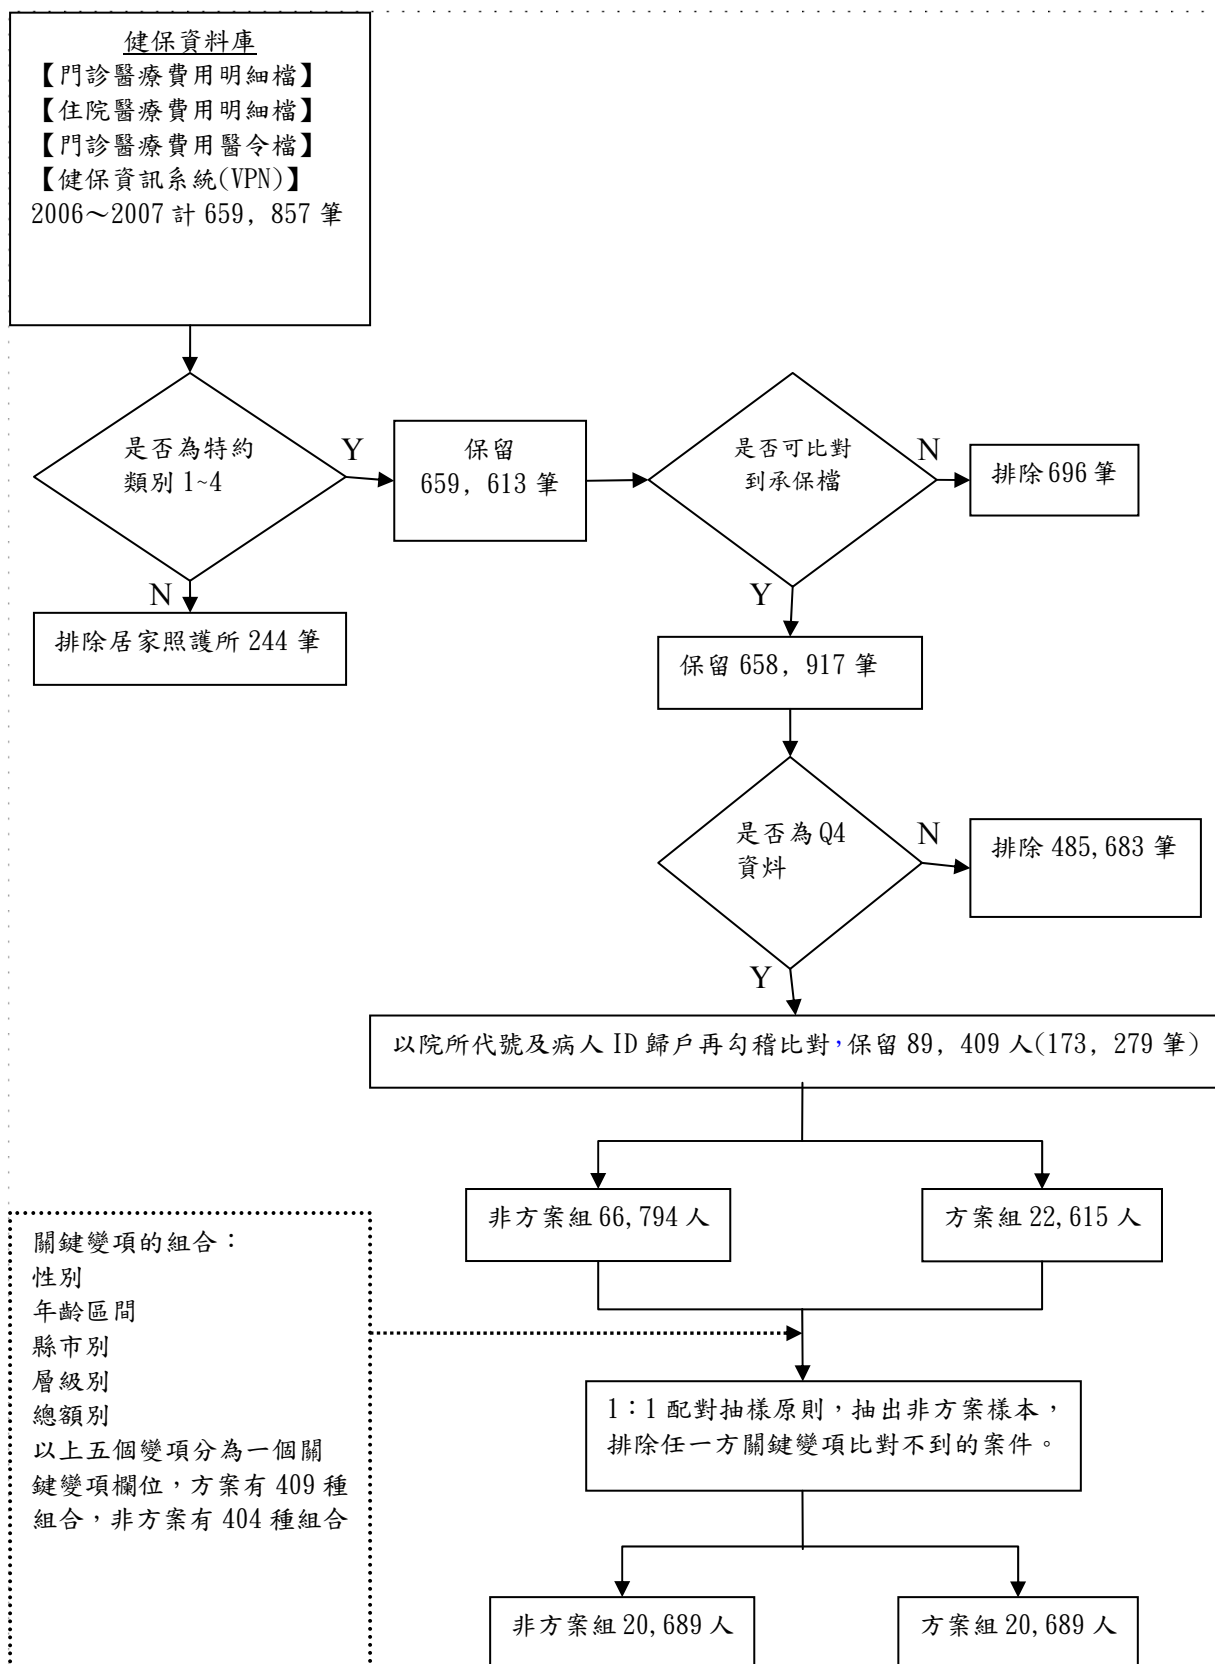 健保資料庫
【門診醫療費用明細檔】
【住院醫療費用明細檔】
【門診醫療費用醫令檔】
【健保資訊系統(VPN)】
2006～2007 計 659, 857 筆
是否為特約
類別 1~4
Y
保留
659, 613 筆
是否可比對
到承保檔
N
排除 696 筆
N
排除居家照護所 244 筆
Y
保留 658, 917 筆
是否為 Q4
資炓
N
排除 485,683 筆
Y
以院所代號及病人 ID 歸戶再勾稽比對，保留 89, 409 人(173, 279 筆)
非方案組 66,794 人
方案組 22,615 人
關鍵變項的組合：
性別
年齡區間
縣市別
層級別
總額別
以上五個變項分為一個關
鍵變項欄位，方案有 409 種
組合，非方案有 404 種組合
1：1 配對抽樣原則，抽出非方案樣本，
排除任一方關鍵變項比對不到的案件。
非方案組 20,689 人
方案組 20,689 人